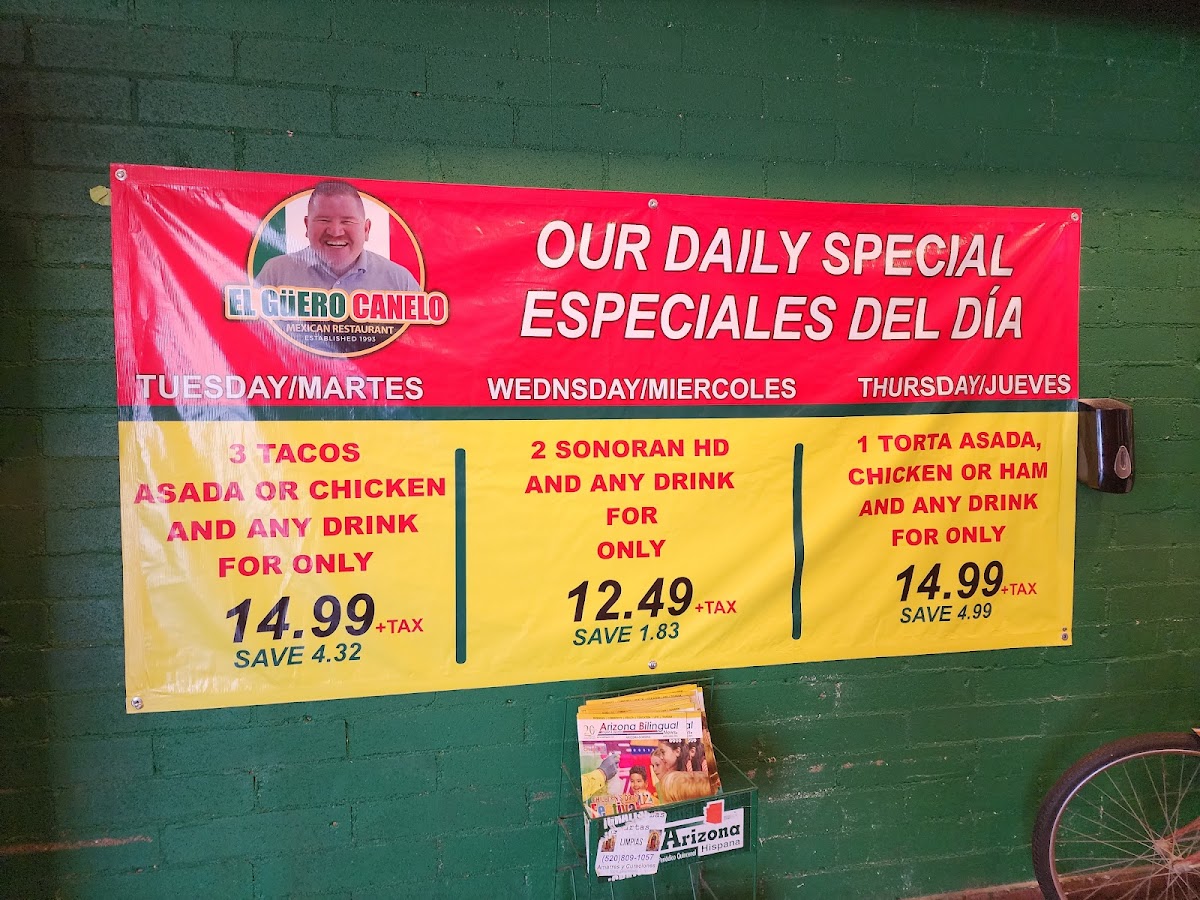 EL GÜERO CANELO
MEXICAN RESTAURANT
ESTABLISHED 1993
OUR DAILY SPECIAL
ESPECIALES DEL DÍA
TUESDAY/MARTES
3 TACOS
ASADA OR CHICKEN
AND ANY DRINK
FOR ONLY
14.99+TAX
SAVE 4.32
WEDNSDAY/MIERCOLES
2 SONORAN HD
AND ANY DRINK
FOR
ONLY
12.49+TAX
SAVE 1.83
THURSDAY/JUEVES
1 TORTA ASADA,
CHICKEN OR HAM
AND ANY DRINK
FOR ONLY
14.99+TAX
SAVE 4.99
Arizona Bilingual
LIMPIAS
(520)809-1057
Amarres y Curaciones
Arizona
Hispana